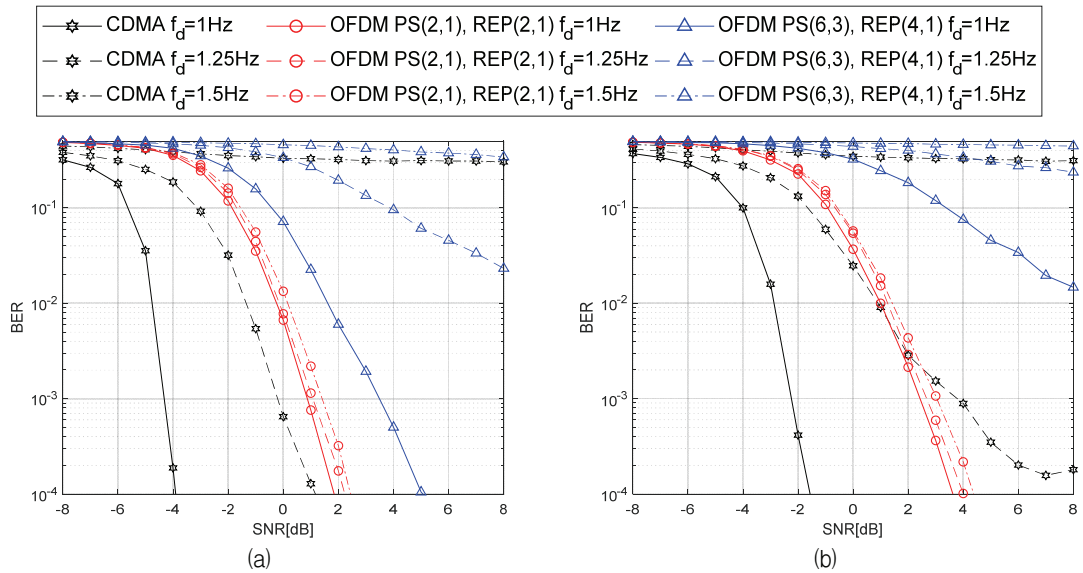 CDMA f_d=1Hz
OFDM PS(2,1), REP(2,1) f_d=1Hz
OFDM PS(6,3), REP(4,1) f_d=1Hz
CDMA f_d=1.25Hz
OFDM PS(2,1), REP(2,1) f_d=1.25Hz
OFDM PS(6,3), REP(4,1) f_d=1.25Hz
CDMA f_d=1.5Hz
OFDM PS(2,1), REP(2,1) f_d=1.5Hz
OFDM PS(6,3), REP(4,1) f_d=1.5Hz
BER
10^-1
10^-2
10^-3
10^-4
-8 -6 -4 -2 0 2 4 6 8
SNR[dB]
(a)
BER
10^-1
10^-2
10^-3
10^-4
-8 -6 -4 -2 0 2 4 6 8
SNR[dB]
(b)